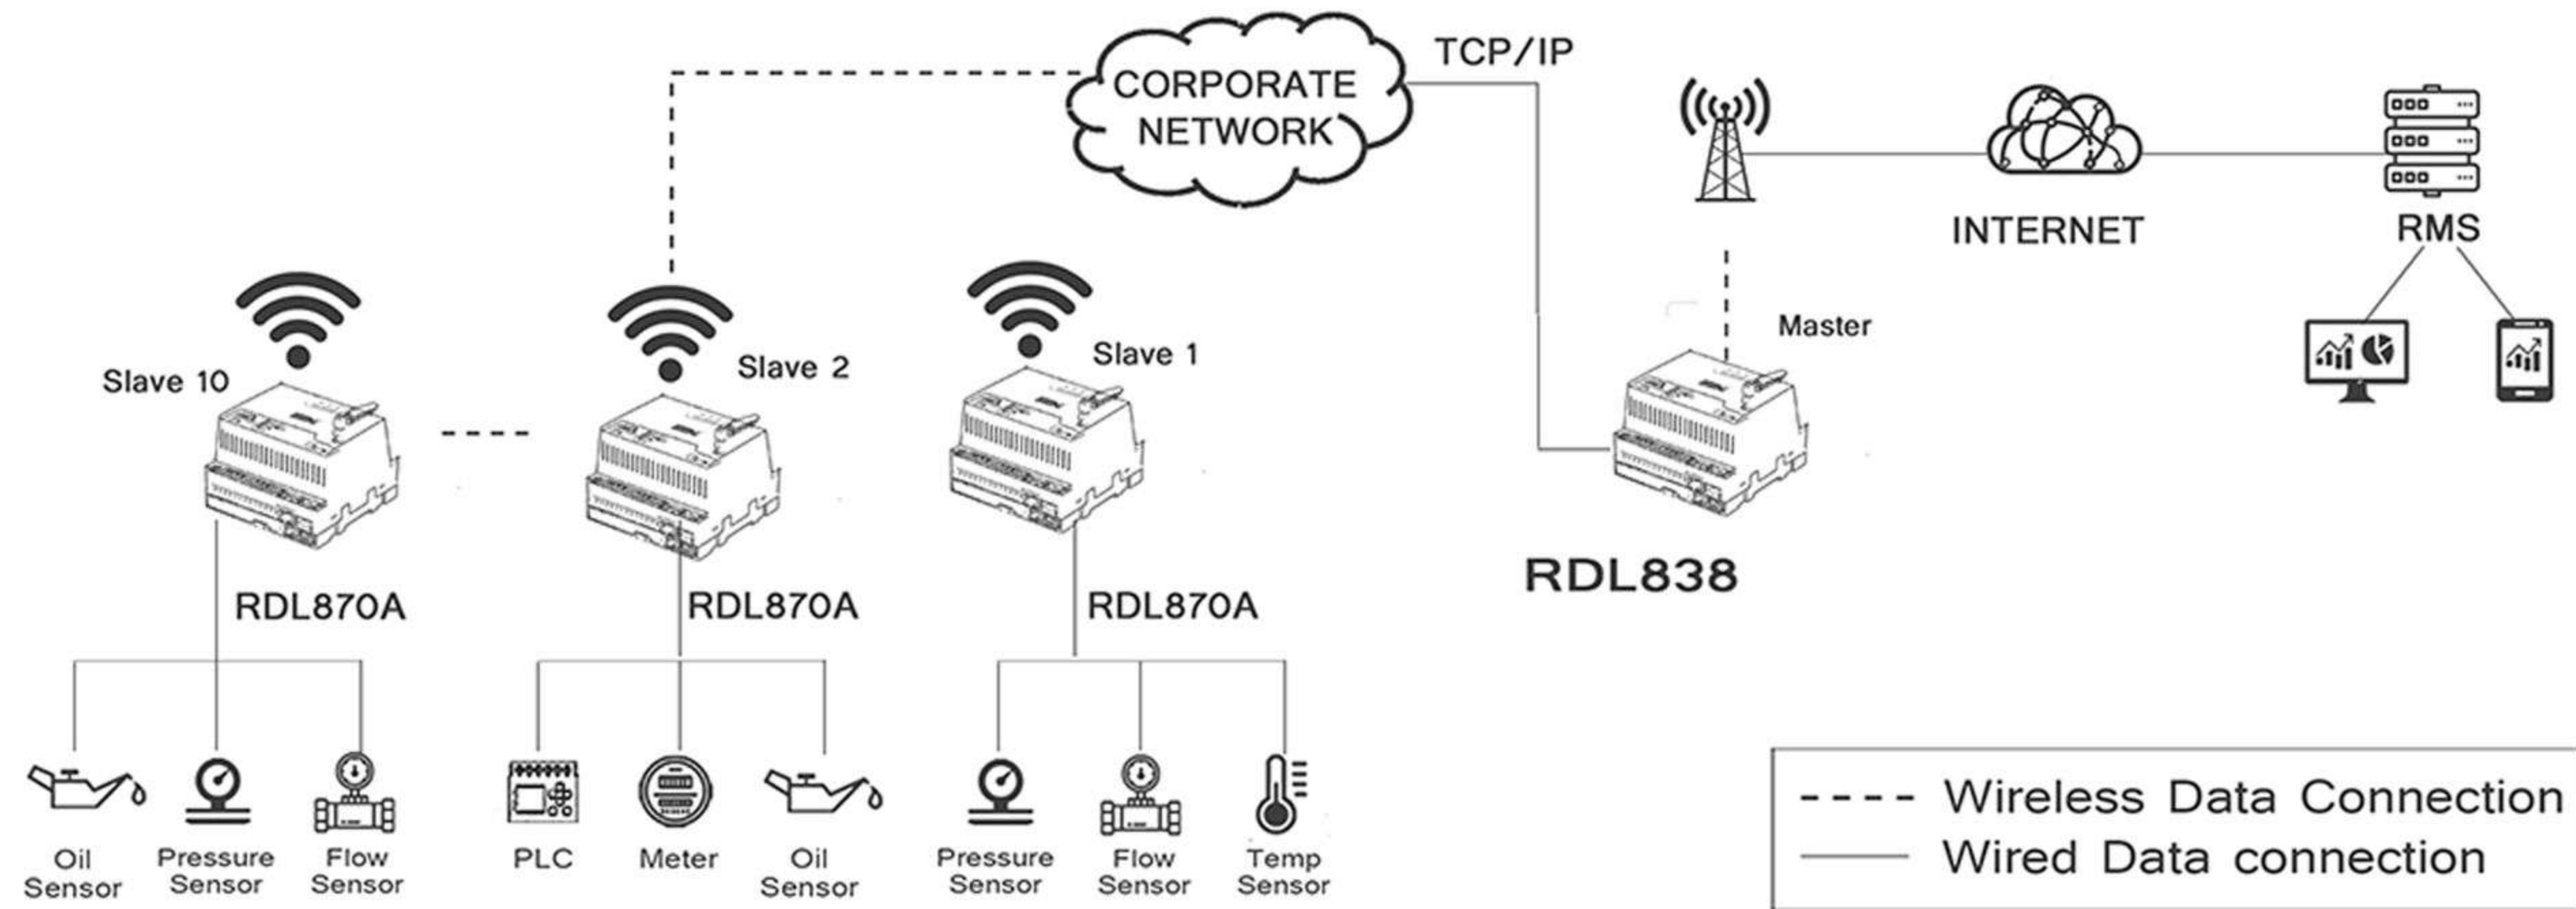 CORPORATE
NETWORK
TCP/IP
INTERNET
RMS
Slave 10
Slave 2
Slave 1
Master
RDL838
RDL870A
RDL870A
RDL870A
Oil
Sensor
Pressure
Sensor
Flow
Sensor
PLC
Meter
Oil
Sensor
Pressure
Sensor
Flow
Sensor
Temp
Sensor
Wireless Data Connection
Wired Data connection